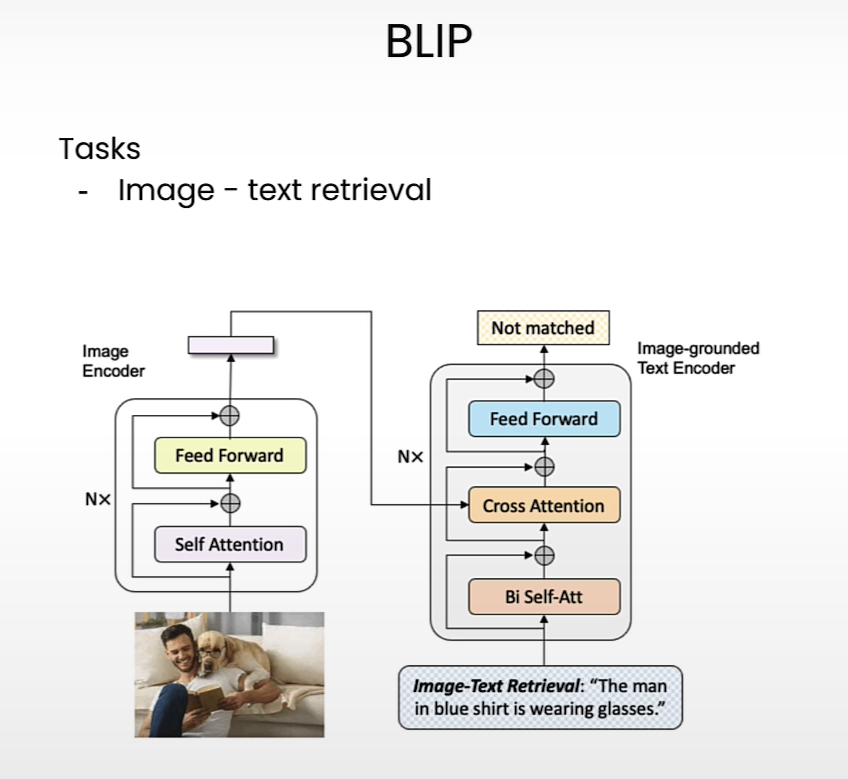 BLIP
Tasks
- Image - text retrieval
Image
Encoder
Feed Forward
N×
Self Attention
Not matched
Image-grounded
Text Encoder
Feed Forward
N×
Cross Attention
Bi Self-Att
Image-Text Retrieval: “The man
in blue shirt is wearing glasses.”